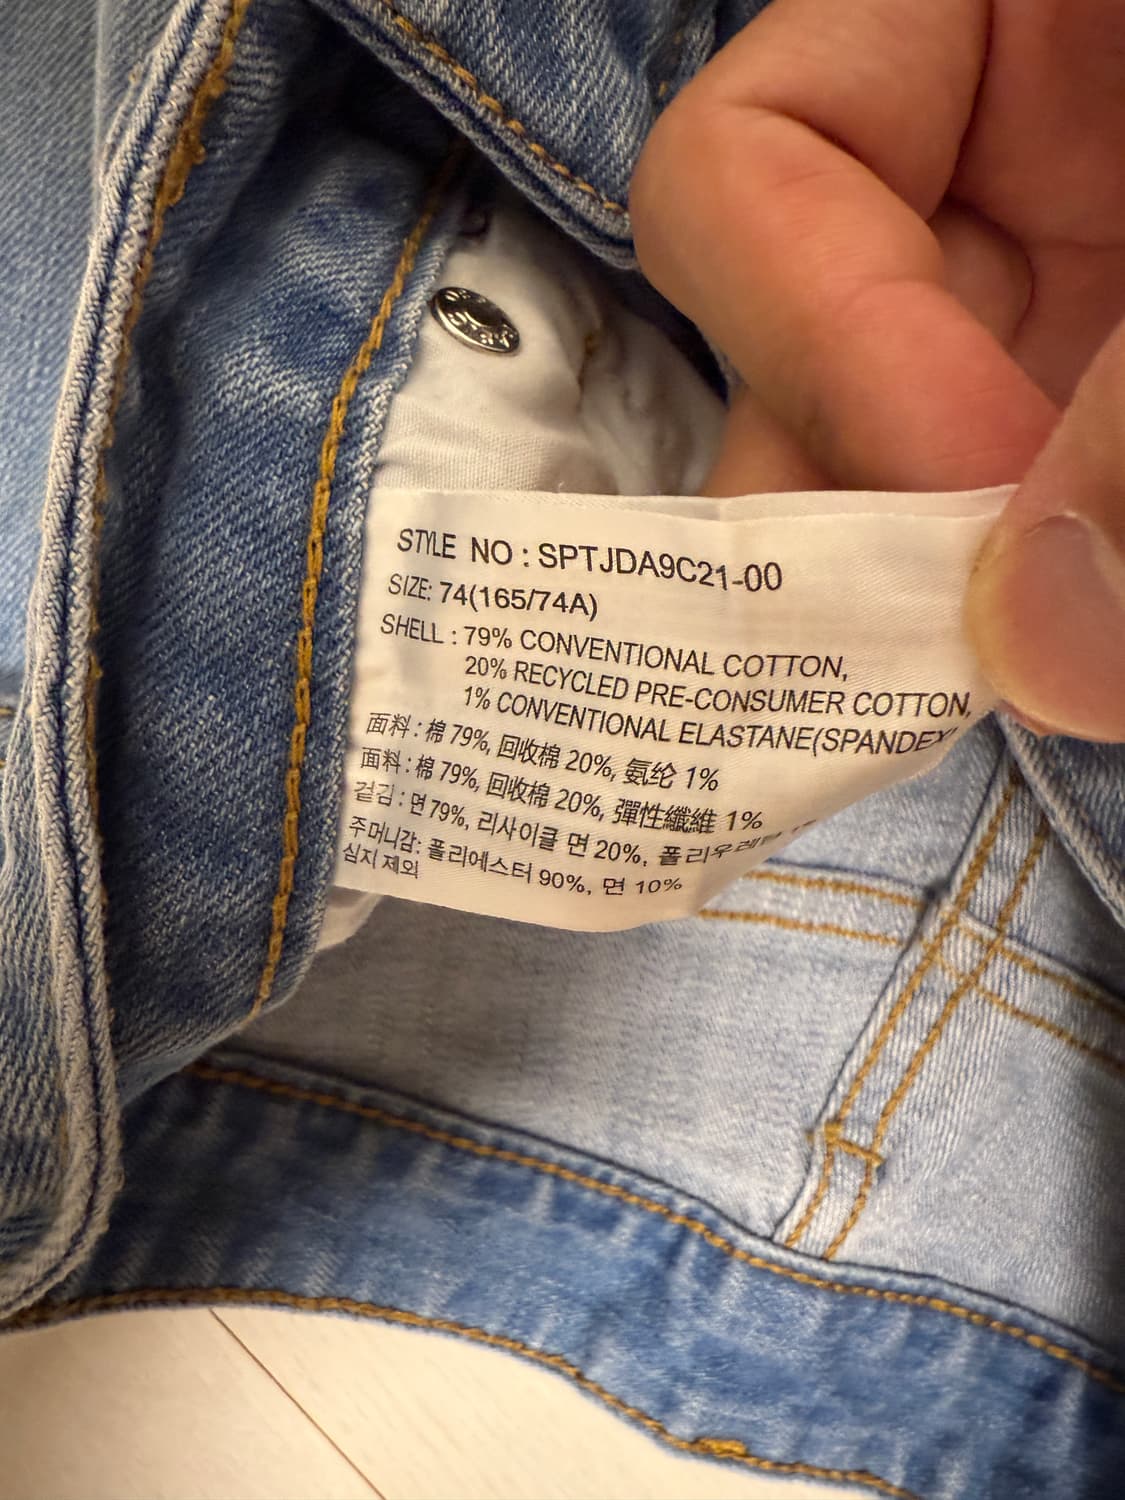 STYLE NO : SPTJDA9C21-00
SIZE: 74(165/74A)
SHELL : 79% CONVENTIONAL COTTON,
20% RECYCLED PRE-CONSUMER COTTON,
1% CONVENTIONAL ELASTANE(SPANDEX)
面料 : 棉 79%, 回收棉 20%, 氨纶 1%
面料 : 棉 79%, 回收棉 20%, 彈性纖維 1%
겉감 : 면 79%, 리사이클 면 20%, 폴리우레탄
주머니감: 폴리에스터 90%, 면 10%
심지 제외